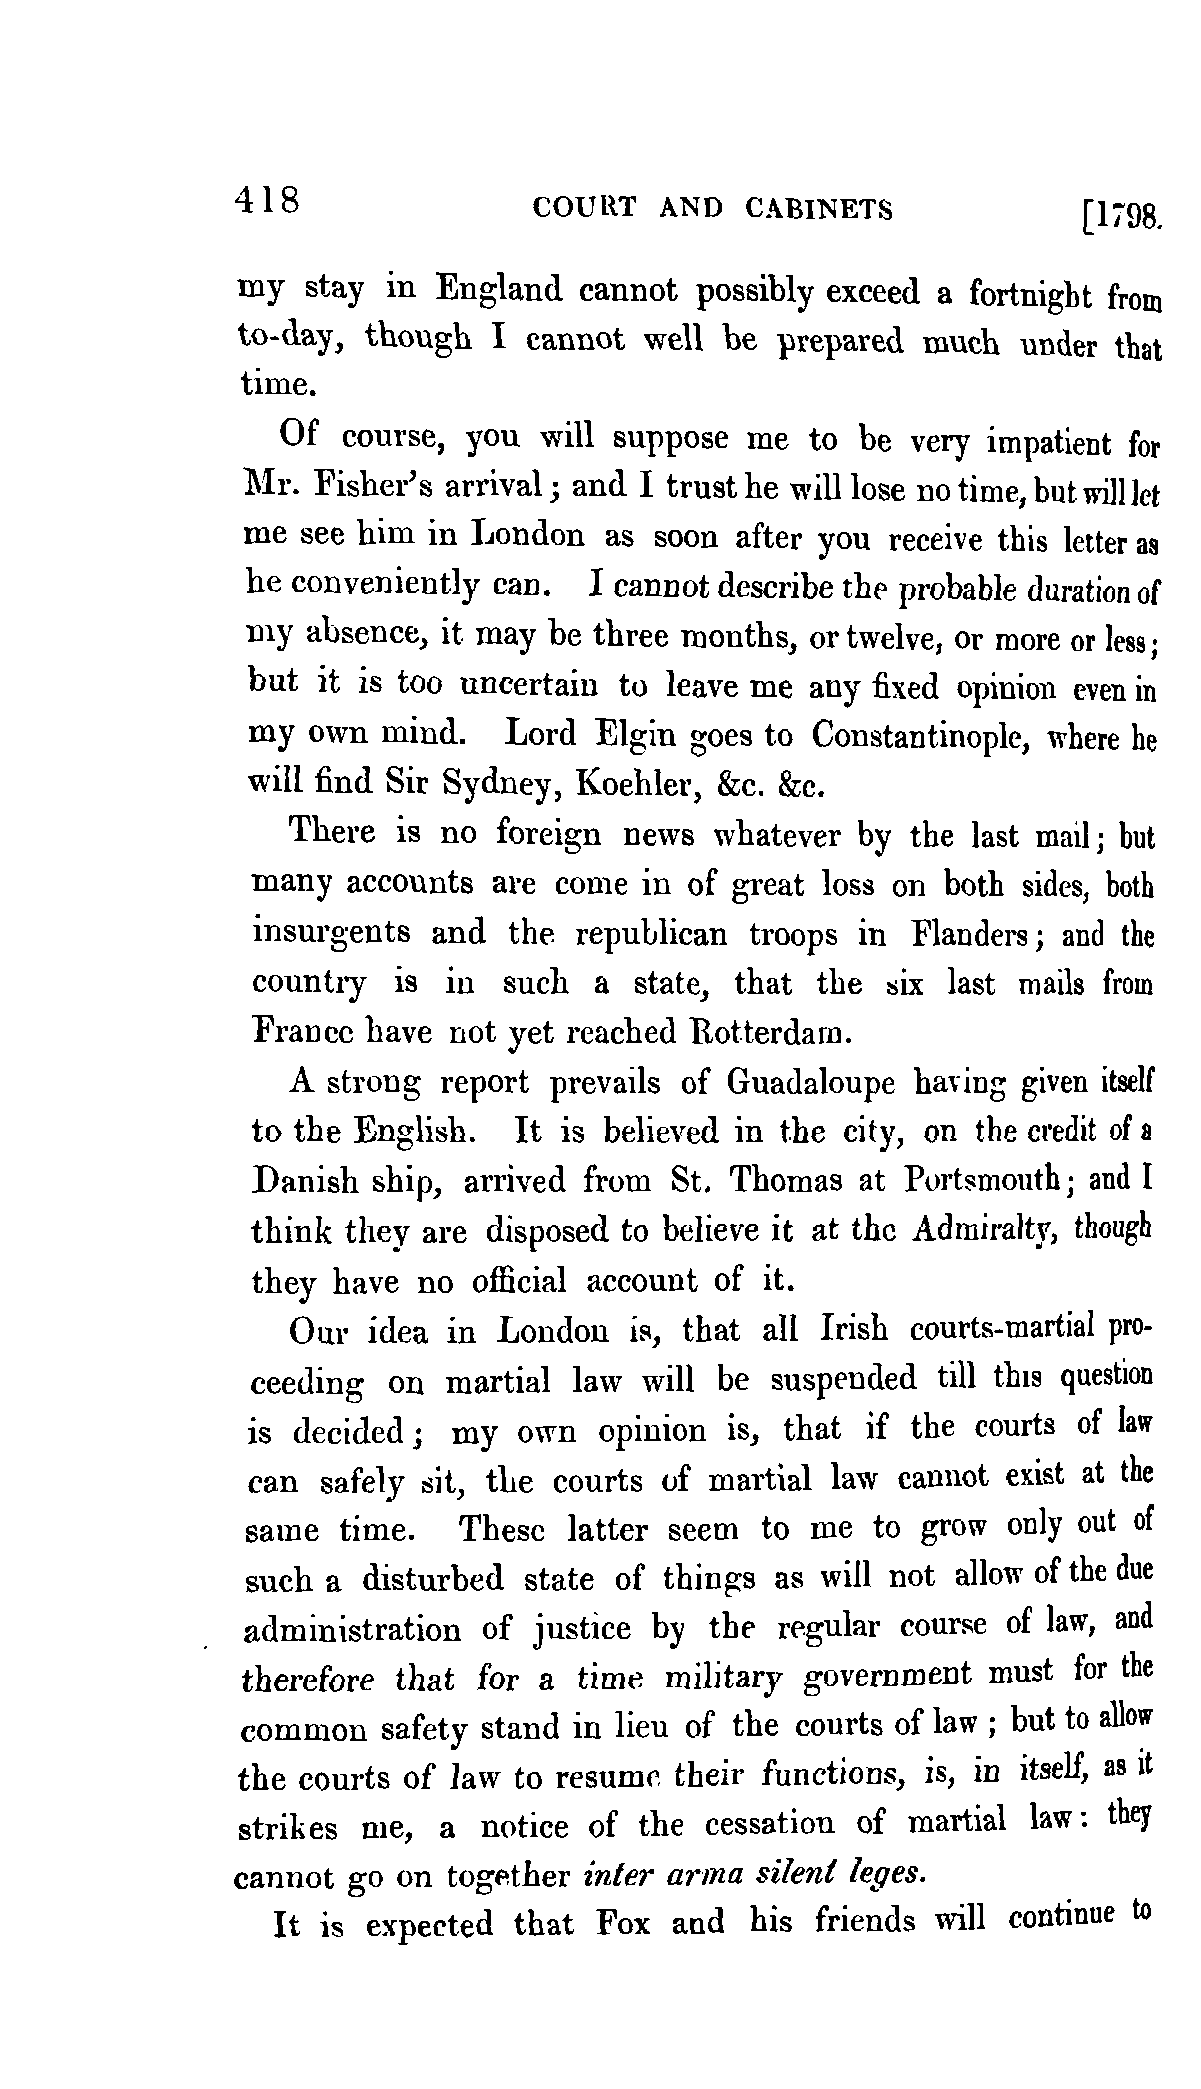 418 COURT AND CABINETS [1798.
my stay in England cannot possibly exceed a fortnight from
to-day, though I cannot well be prepared much under that
time.
Of course, you will suppose me to be very impatient for
Mr. Fisher's arrival; and I trust he will lose no time, but will let
me see him in London as soon after you receive this letter as
he conveniently can. I cannot describe the probable duration of
my absence, it may be three months, or twelve, or more or less;
but it is too uncertain to leave me any fixed opinion even in
my own mind. Lord Elgin goes to Constantinople, where he
will find Sir Sydney, Koehler, &c. &c.
There is no foreign news whatever by the last mail; but
many accounts are come in of great loss on both sides, both
insurgents and the republican troops in Flanders; and the
country is in such a state, that the six last mails from
France have not yet reached Rotterdam.
A strong report prevails of Guadaloupe having given itself
to the English. It is believed in the city, on the credit of a
Danish ship, arrived from St. Thomas at Portsmouth; and I
think they are disposed to believe it at the Admiralty, though
they have no official account of it.
Our idea in London is, that all Irish courts-martial pro-
ceeding on martial law will be suspended till this question
is decided; my own opinion is, that if the courts of law
can safely sit, the courts of martial law cannot exist at the
same time. These latter seem to me to grow only out of
such a disturbed state of things as will not allow of the due
administration of justice by the regular course of law, and
therefore that for a time military government must for the
common safety stand in lieu of the courts of law; but to allow
the courts of law to resume their functions, is, in itself, as it
strikes me, a notice of the cessation of martial law: they
cannot go on together inter arma silent leges.
It is expected that Fox and his friends will continue to